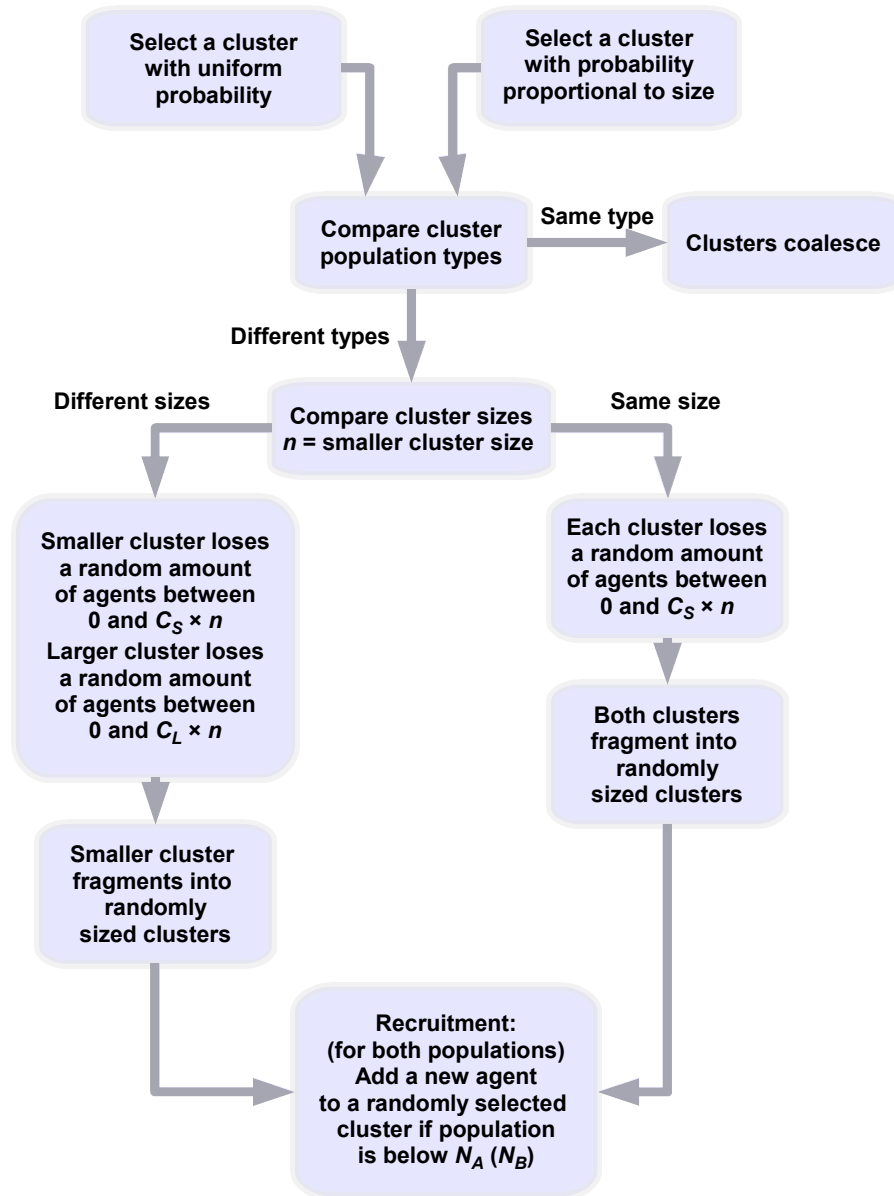 Select a cluster
with uniform
probability
Select a cluster
with probability
proportional to size
Compare cluster
population types
Same type
Clusters coalesce
Different types
Different sizes
Compare cluster sizes
n = smaller cluster size
Same size
Smaller cluster loses
a random amount
of agents between
0 and C_S × n
Larger cluster loses
a random amount
of agents between
0 and C_L × n
Each cluster loses
a random amount
of agents between
0 and C_S × n
Both clusters
fragment into
randomly
sized clusters
Smaller cluster
fragments into
randomly
sized clusters
Recruitment:
(for both populations)
Add a new agent
to a randomly selected
cluster if population
is below N_A (N_B)